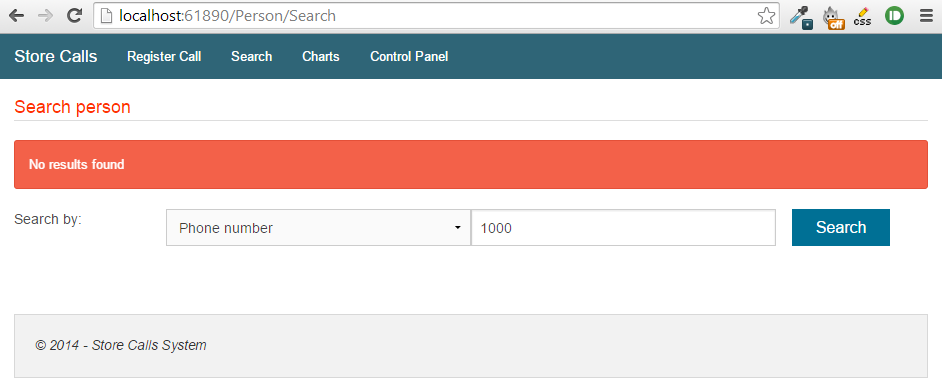 localhost:61890/Person/Search
off
css
Store Calls Register Call Search Charts Control Panel
Search person
No results found
Search by: Phone number 1000 Search
© 2014 - Store Calls System